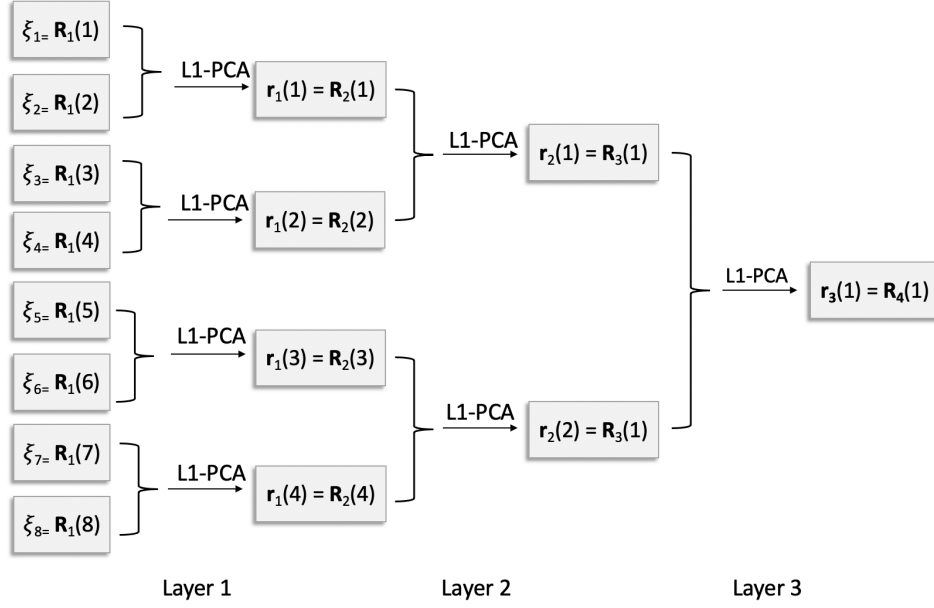 ξ₁₌ R₁(1)
ξ₂₌ R₁(2)
ξ₃₌ R₁(3)
ξ₄₌ R₁(4)
ξ₅₌ R₁(5)
ξ₆₌ R₁(6)
ξ₇₌ R₁(7)
ξ₈₌ R₁(8)
L1-PCA
L1-PCA
L1-PCA
L1-PCA
r₁(1) = R₂(1)
r₁(2) = R₂(2)
r₁(3) = R₂(3)
r₁(4) = R₂(4)
L1-PCA
L1-PCA
r₂(1) = R₃(1)
r₂(2) = R₃(1)
L1-PCA
r₃(1) = R₄(1)
Layer 1
Layer 2
Layer 3